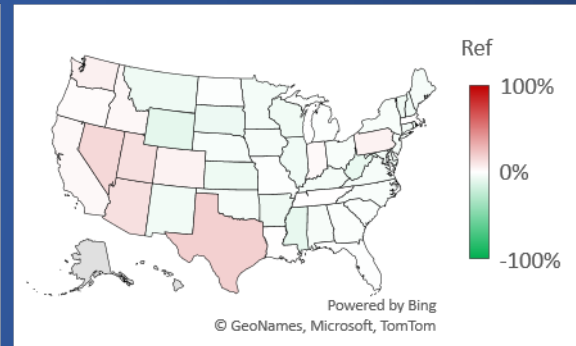 Ref
100%
0%
-100%
Powered by Bing
© GeoNames, Microsoft, TomTom